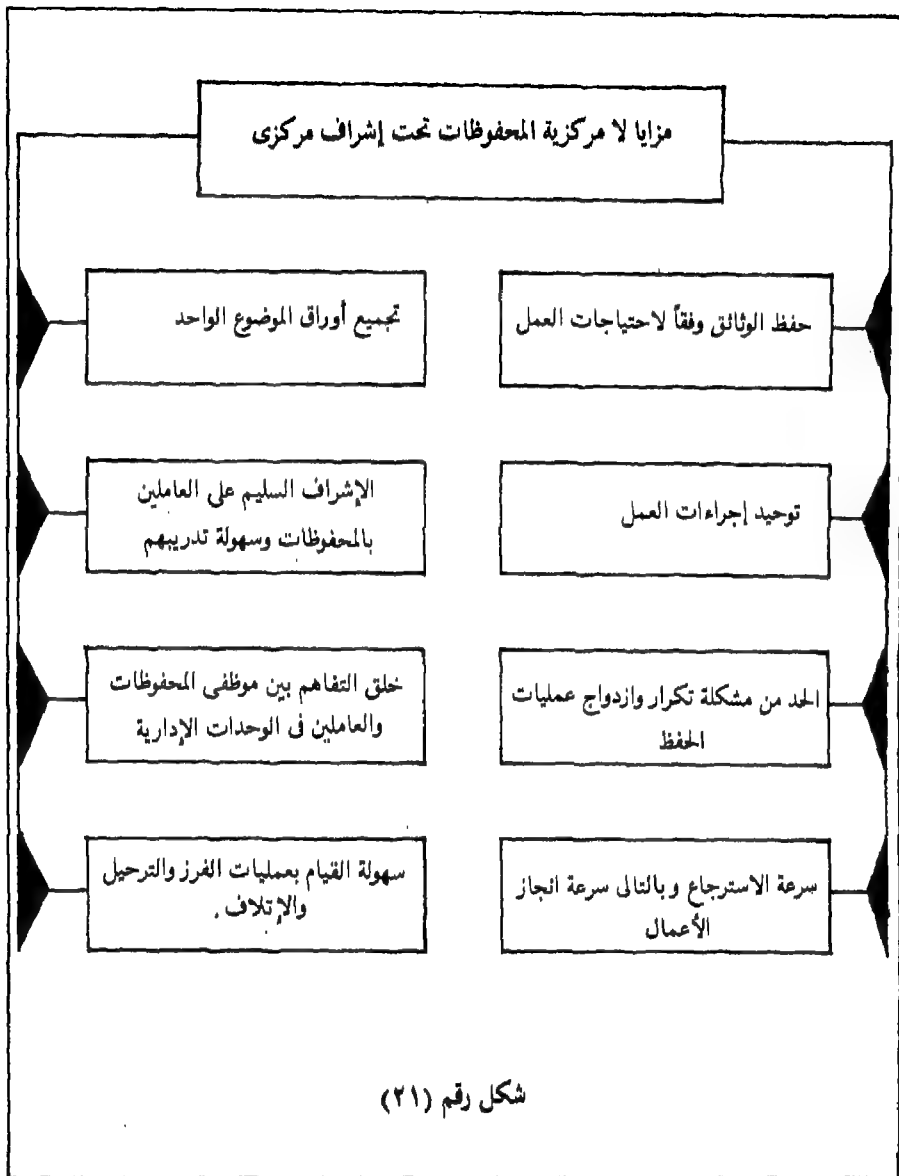 مزايا لا مركزية المحفوظات تحت إشراف مركزى
حفظ الوثائق وفقاً لاحتياجات العمل
تجميع أوراق الموضوع الواحد
توحيد إجراءات العمل
الإشراف السليم على العاملين
بالمحفوظات وسهولة تدريبهم
الحد من مشكلة تكرار وازدواج عمليات
الحفظ
خلق التفاهم بين موظفى المحفوظات
والعاملين فى الوحدات الإدارية
سرعة الاسترجاع وبالتالى سرعة انجاز
الأعمال
سهولة القيام بعمليات الفرز والترحيل
والإتلاف .
شكل رقم (٢١)